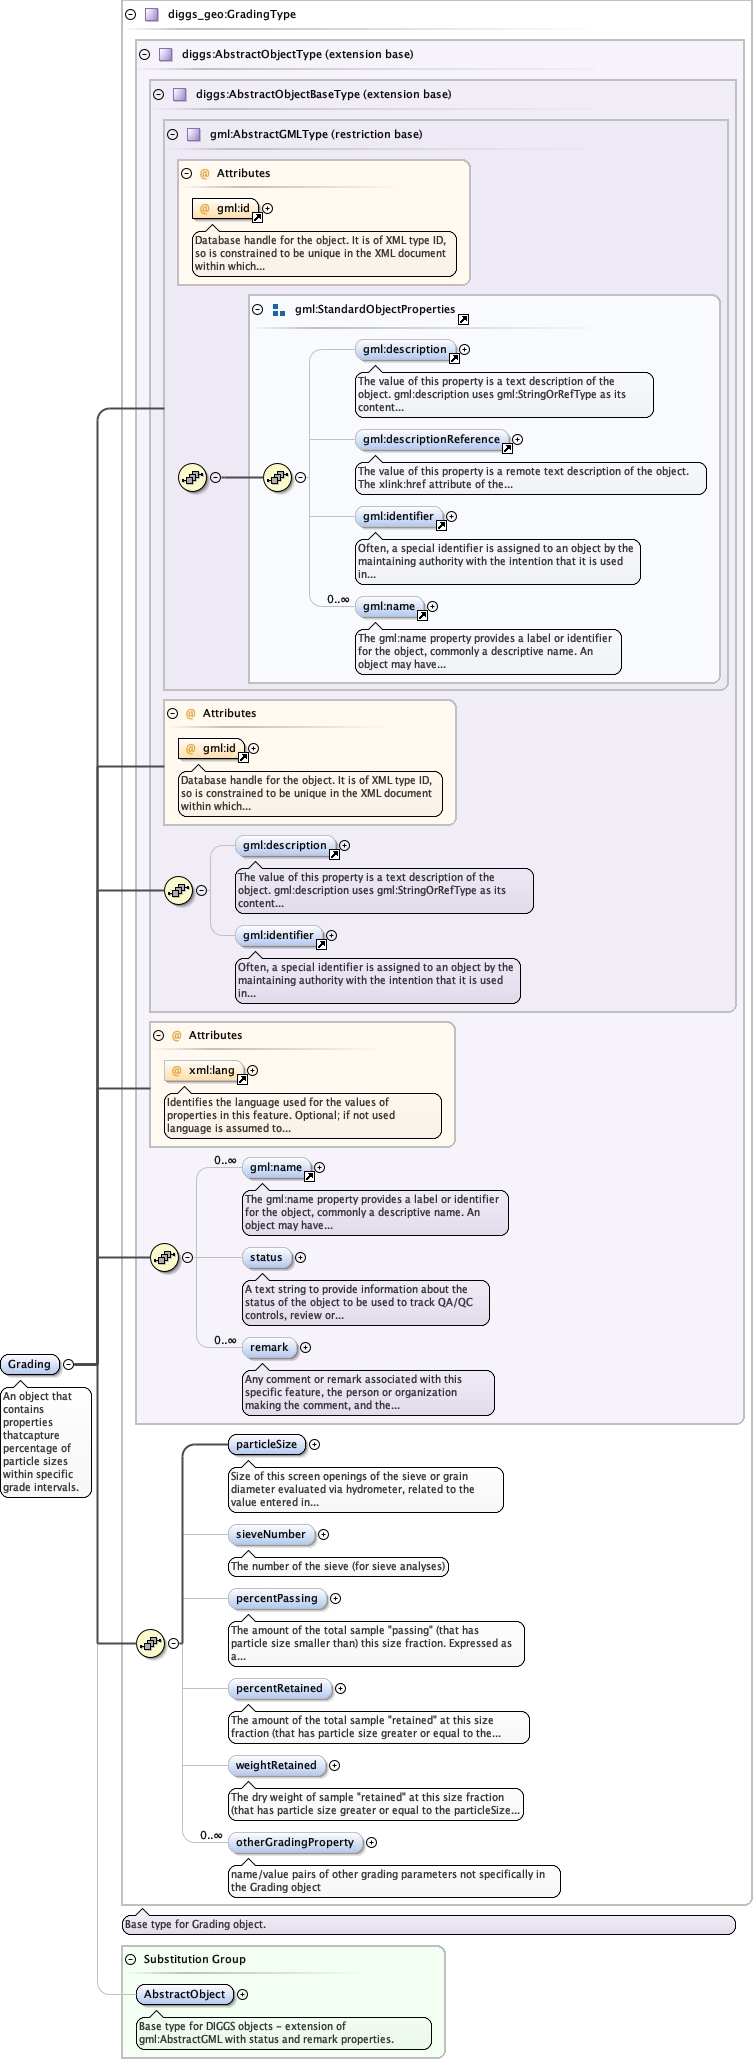 diggs_geo:GradingType
diggs:AbstractObjectType (extension base)
diggs:AbstractObjectBaseType (extension base)
gml:AbstractGMLType (restriction base)
@ Attributes
@ gml:id
Database handle for the object. It is of XML type ID,
so is constrained to be unique in the XML document
within which...
gml:StandardObjectProperties
gml:description
The value of this property is a text description of the
object. gml:description uses gml:StringOrRefType as its
content...
gml:descriptionReference
The value of this property is a remote text description of the object.
The xlink:href attribute of the...
gml:identifier
Often, a special identifier is assigned to an object by the
maintaining authority with the intention that it is used
in...
0..∞
gml:name
The gml:name property provides a label or identifier
for the object, commonly a descriptive name. An
object may have...
@ Attributes
@ gml:id
Database handle for the object. It is of XML type ID,
so is constrained to be unique in the XML document
within which...
gml:description
The value of this property is a text description of the
object. gml:description uses gml:StringOrRefType as its
content...
gml:identifier
Often, a special identifier is assigned to an object by the
maintaining authority with the intention that it is used
in...
@ Attributes
@ xml:lang
Identifies the language used for the values of
properties in this feature. Optional; if not used
language is assumed to...
0..∞
gml:name
The gml:name property provides a label or identifier
for the object, commonly a descriptive name. An
object may have...
status
A text string to provide information about the
status of the object to be used to track QA/QC
controls, review or...
0..∞
remark
Any comment or remark associated with this
specific feature, the person or organization
making the comment, and the...
Grading
An object that
contains
properties
thatcapture
percentage of
particle sizes
within specific
grade intervals.
particleSize
Size of this screen openings of the sieve or grain
diameter evaluated via hydrometer, related to the
value entered in...
sieveNumber
The number of the sieve (for sieve analyses)
percentPassing
The amount of the total sample "passing" (that has
particle size smaller than) this size fraction. Expressed as
a...
percentRetained
The amount of the total sample "retained" at this size
fraction (that has particle size greater or equal to the...
weightRetained
The dry weight of sample "retained" at this size fraction
(that has particle size greater or equal to the particleSize...
0..∞
otherGradingProperty
name/value pairs of other grading parameters not specifically in
the Grading object
Base type for Grading object.
Substitution Group
AbstractObject
Base type for DIGGS objects - extension of
gml:AbstractGML with status and remark properties.